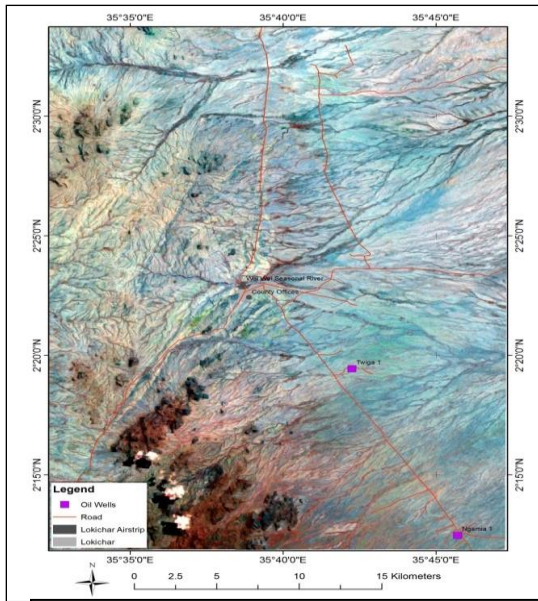 35°35'0"E 35°40'0"E 35°45'0"E
2°30'0"N 2°30'0"N
2°25'0"N 2°25'0"N
Wei Wei Seasonal River
County Offices
2°20'0"N 2°20'0"N
Twiga 1
2°15'0"N 2°15'0"N
Ngamia 1
Legend
Oil Wells
Road
Lokichar Airstrip
Lokichar
35°35'0"E 35°40'0"E 35°45'0"E
N
0 2.5 5 10 15 Kilometers